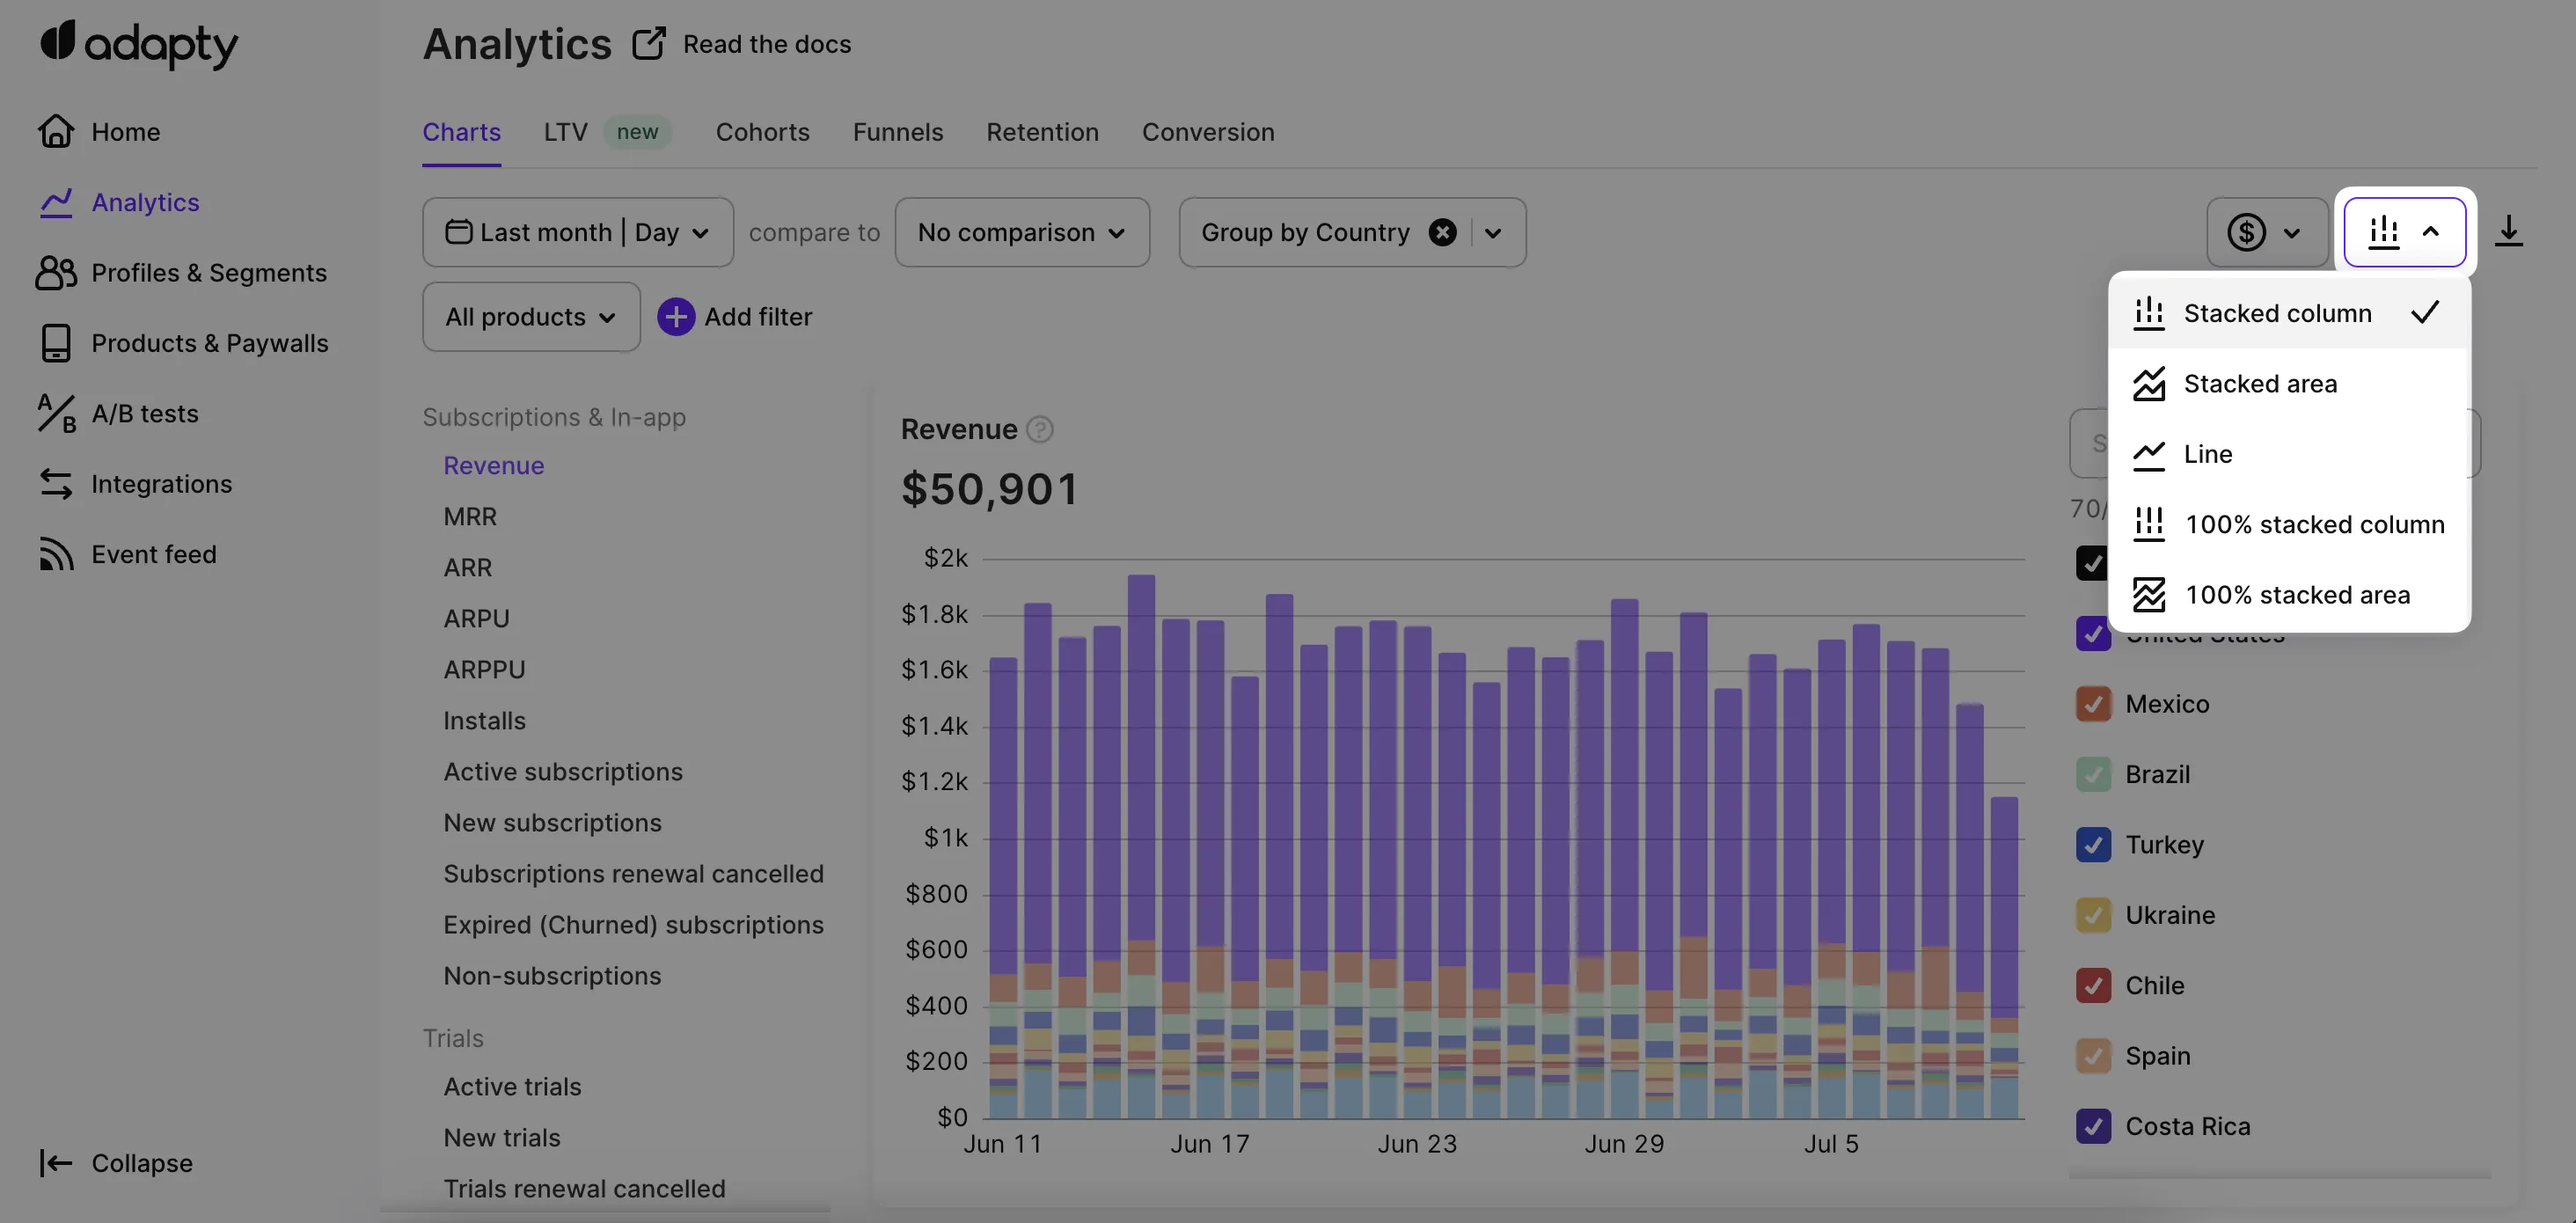 adapty
Home
Analytics
Profiles & Segments
Products & Paywalls
A/B tests
Integrations
Event feed
Collapse
Analytics Read the docs
Charts LTV new Cohorts Funnels Retention Conversion
Last month | Day compare to No comparison Group by Country
All products Add filter
Subscriptions & In-app
Revenue
MRR
ARR
ARPU
ARPPU
Installs
Active subscriptions
New subscriptions
Subscriptions renewal cancelled
Expired (Churned) subscriptions
Non-subscriptions
Trials
Active trials
New trials
Trials renewal cancelled
Revenue
$50,901
$2k
$1.8k
$1.6k
$1.4k
$1.2k
$1k
$800
$600
$400
$200
$0
Jun 11 Jun 17 Jun 23 Jun 29 Jul 5
Stacked column
Stacked area
Line
100% stacked column
100% stacked area
70/
United States
Mexico
Brazil
Turkey
Ukraine
Chile
Spain
Costa Rica